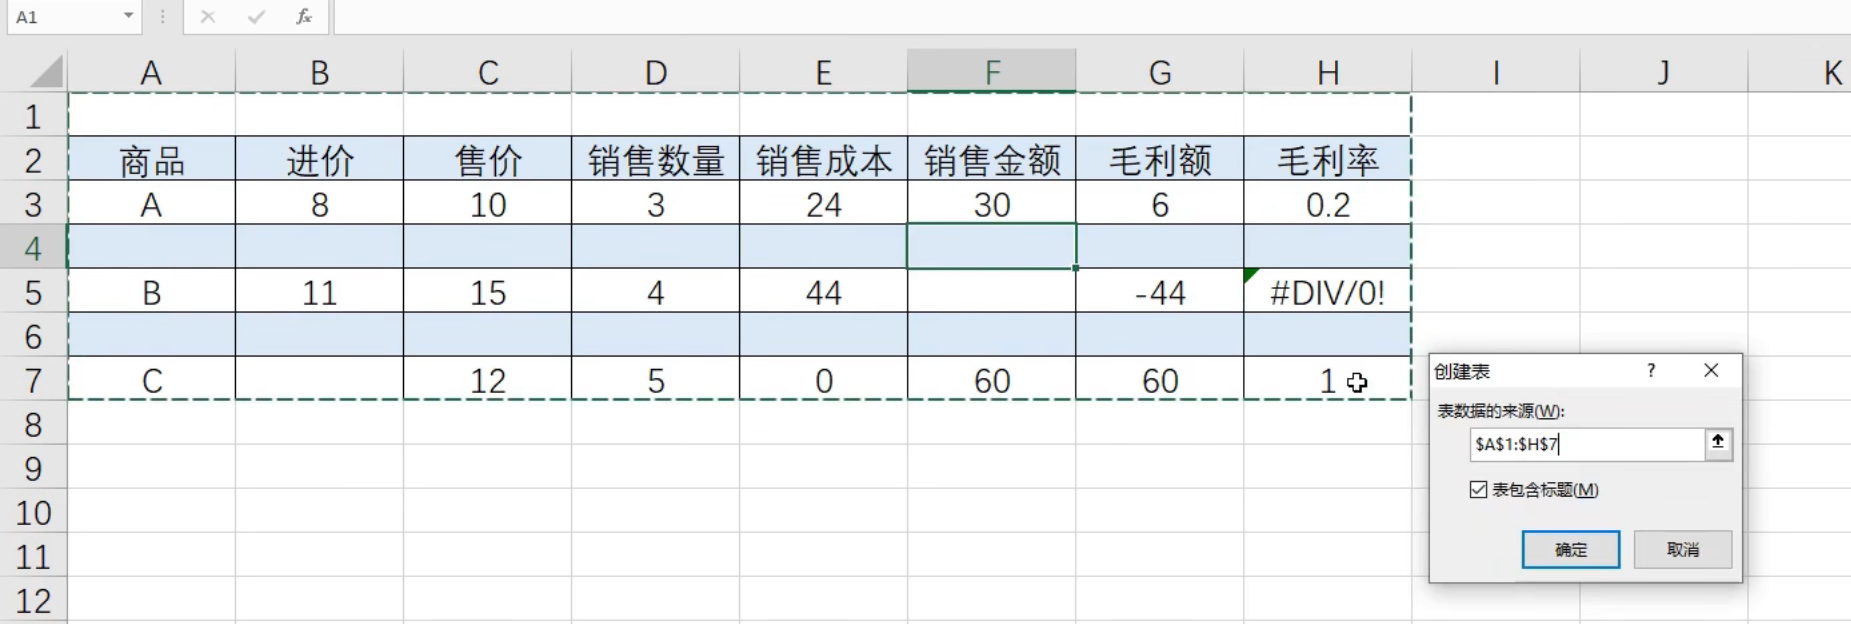 A1 fx
A B C D E F G H I J K
1
2 商品 进价 售价 销售数量 销售成本 销售金额 毛利额 毛利率
3 A 8 10 3 24 30 6 0.2
4
5 B 11 15 4 44 -44 #DIV/0!
6
7 C 12 5 0 60 60 1
8
9
10
11
12
创建表 ?
表数据的来源(W):
$A$1:$H$7
表包含标题(M)
确定 取消